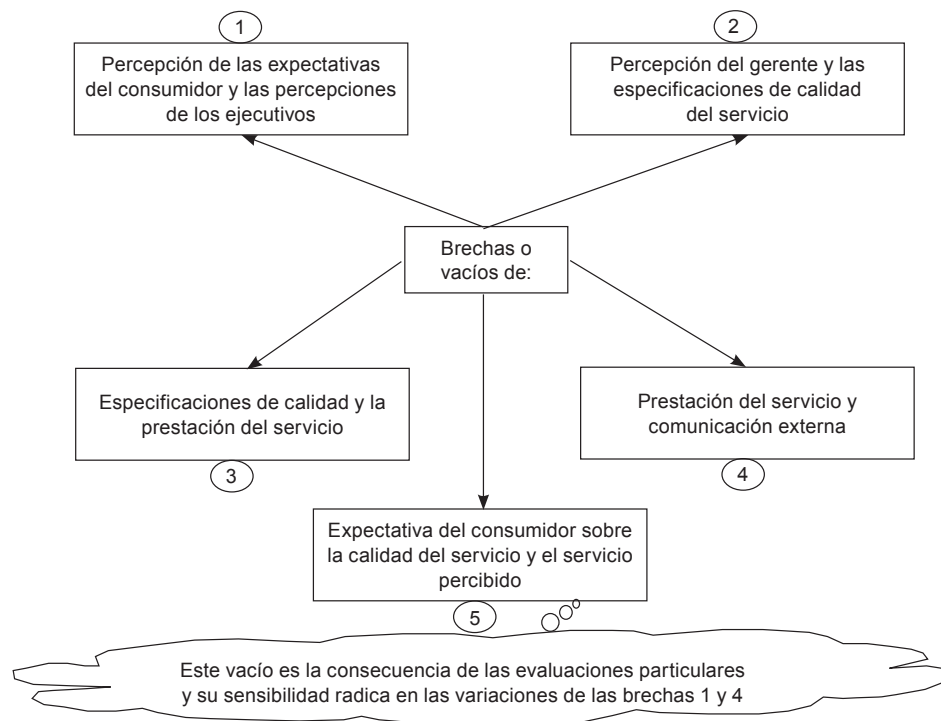 1
Percepción de las expectativas
del consumidor y las percepciones
de los ejecutivos
2
Percepción del gerente y las
especificaciones de calidad
del servicio
Brechas o
vacíos de:
Especificaciones de calidad y la
prestación del servicio
3
Prestación del servicio y
comunicación externa
4
Expectativa del consumidor sobre
la calidad del servicio y el servicio
percibido
5
Este vacío es la consecuencia de las evaluaciones particulares
y su sensibilidad radica en las variaciones de las brechas 1 y 4